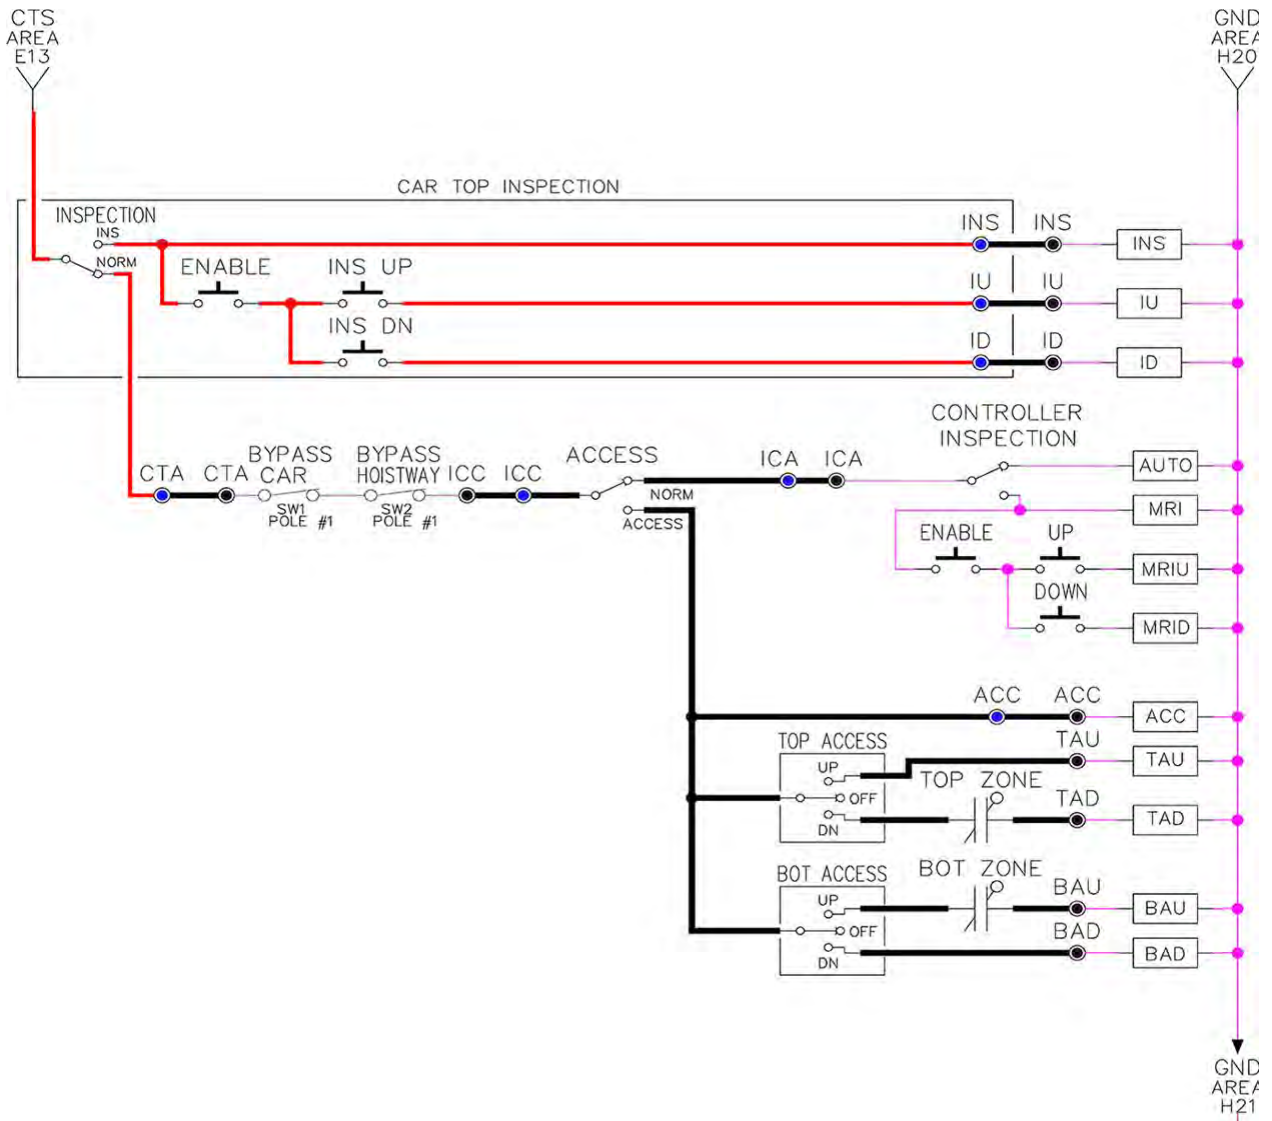 CTS
AREA
E13
GND
AREA
H20
CAR TOP INSPECTION
INSPECTION
INS
NORM
ENABLE
INS UP
INS DN
INS INS
INS
IU IU
IU
ID ID
ID
CONTROLLER
INSPECTION
CTA CTA
BYPASS
CAR
SW1
POLE #1
BYPASS
HOISTWAY
SW2
POLE #1
ICC ICC
ACCESS
NORM
ACCESS
ICA ICA
AUTO
MRI
ENABLE
UP
MRIU
DOWN
MRID
ACC ACC
ACC
TOP ACCESS
UP
OFF
DN
TAU
TAU
TOP ZONE
TAD
TAD
BOT ACCESS
UP
OFF
DN
BOT ZONE
BAU
BAU
BAD
BAD
GND
AREA
H21